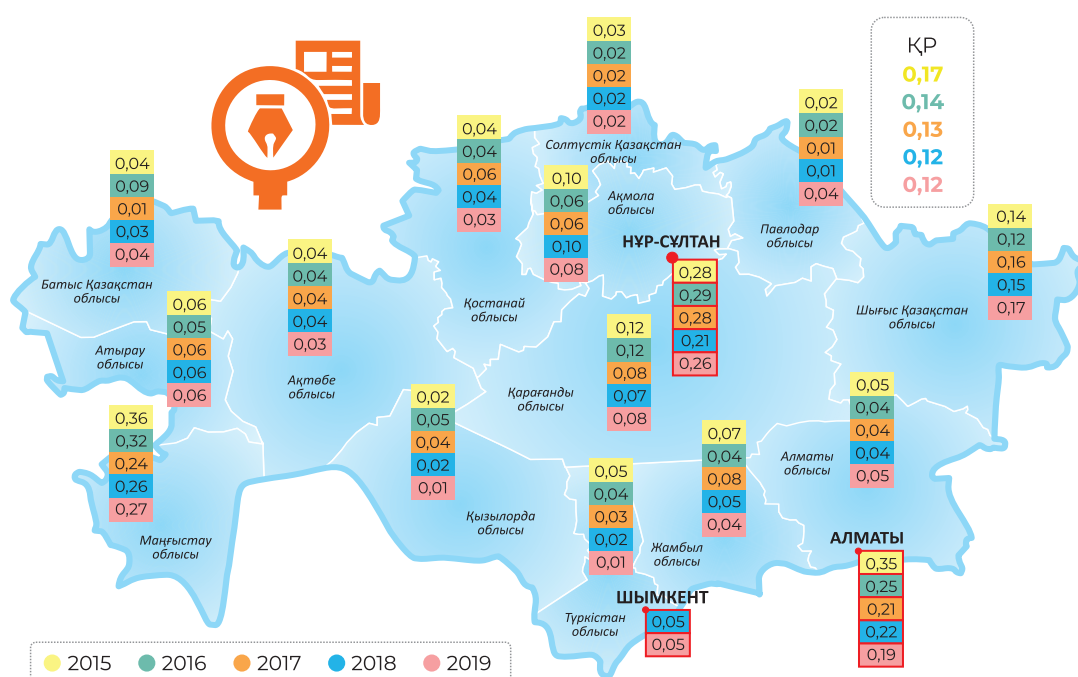 ҚР
0,17
0,14
0,13
0,12
0,12
0,03
0,02
0,02
0,02
0,02
Солтүстік Қазақстан
облысы
0,02
0,02
0,01
0,01
0,04
Павлодар
облысы
0,04
0,04
0,06
0,04
0,03
Қостанай
облысы
0,10
0,06
0,06
0,10
0,08
Ақмола
облысы
НҰР-СҰЛТАН
0,28
0,29
0,28
0,21
0,26
0,04
0,09
0,01
0,03
0,04
Батыс Қазақстан
облысы
0,14
0,12
0,16
0,15
0,17
Шығыс Қазақстан
облысы
0,04
0,04
0,04
0,04
0,03
Ақтөбе
облысы
0,06
0,05
0,06
0,06
0,06
Атырау
облысы
0,12
0,12
0,08
0,07
0,08
Қарағанды
облысы
0,36
0,32
0,24
0,26
0,27
Маңғыстау
облысы
0,02
0,05
0,04
0,02
0,01
Қызылорда
облысы
0,05
0,04
0,04
0,04
0,05
Алматы
облысы
0,07
0,04
0,08
0,05
0,04
Жамбыл
облысы
0,05
0,04
0,03
0,02
0,01
Түркістан
облысы
ШЫМКЕНТ
0,05
0,05
АЛМАТЫ
0,35
0,25
0,21
0,22
0,19
2015 2016 2017 2018 2019